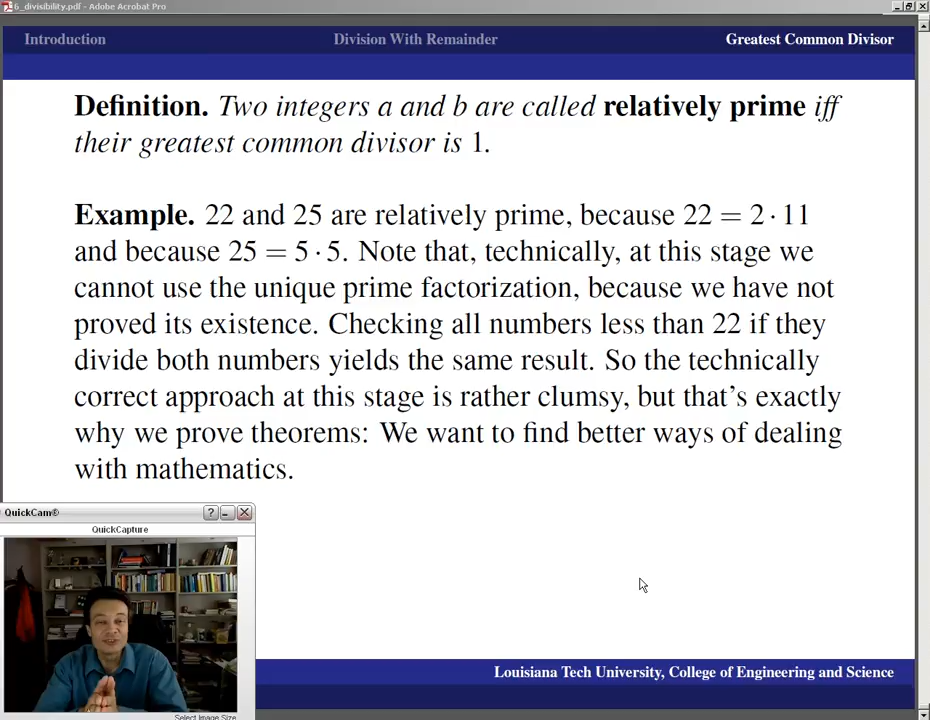 6_divisibility.pdf - Adobe Acrobat Pro
Introduction Division With Remainder Greatest Common Divisor
Definition. Two integers a and b are called relatively prime iff
their greatest common divisor is 1.
Example. 22 and 25 are relatively prime, because 22 = 2 · 11
and because 25 = 5 · 5. Note that, technically, at this stage we
cannot use the unique prime factorization, because we have not
proved its existence. Checking all numbers less than 22 if they
divide both numbers yields the same result. So the technically
correct approach at this stage is rather clumsy, but that's exactly
why we prove theorems: We want to find better ways of dealing
with mathematics.
QuickCam®
QuickCapture
Select Image Size
Louisiana Tech University, College of Engineering and Science